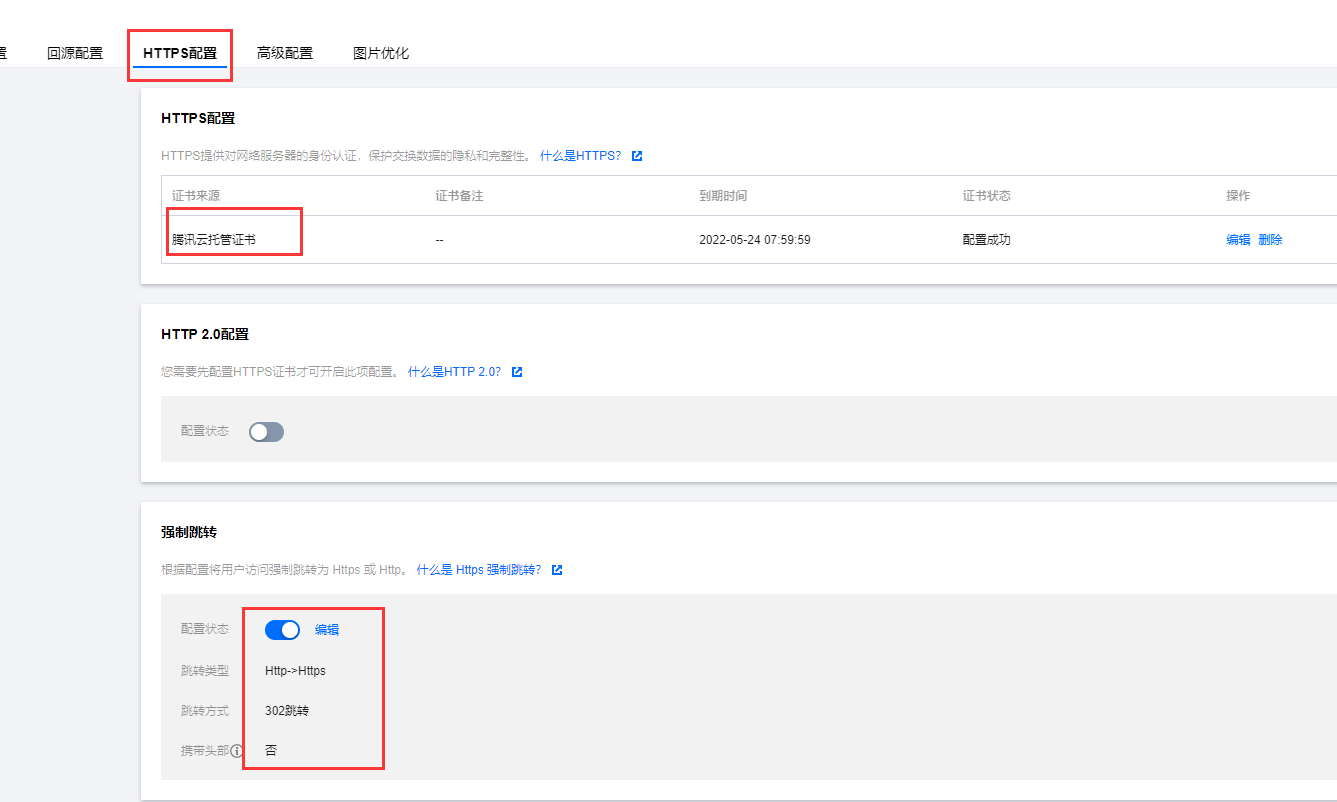 置 回源配置 HTTPS配置 高级配置 图片优化
HTTPS配置
HTTPS提供对网络服务器的身份认证，保护交换数据的隐私和完整性。 什么是HTTPS?
证书来源 证书备注 到期时间 证书状态 操作
腾讯云托管证书 -- 2022-05-24 07:59:59 配置成功 编辑 删除
HTTP 2.0配置
您需要先配置HTTPS证书才可开启此项配置。 什么是HTTP 2.0?
配置状态
强制跳转
根据配置将用户访问强制跳转为 Https 或 Http。 什么是 Https 强制跳转?
配置状态 编辑
跳转类型 Http->Https
跳转方式 302跳转
携带头部 否